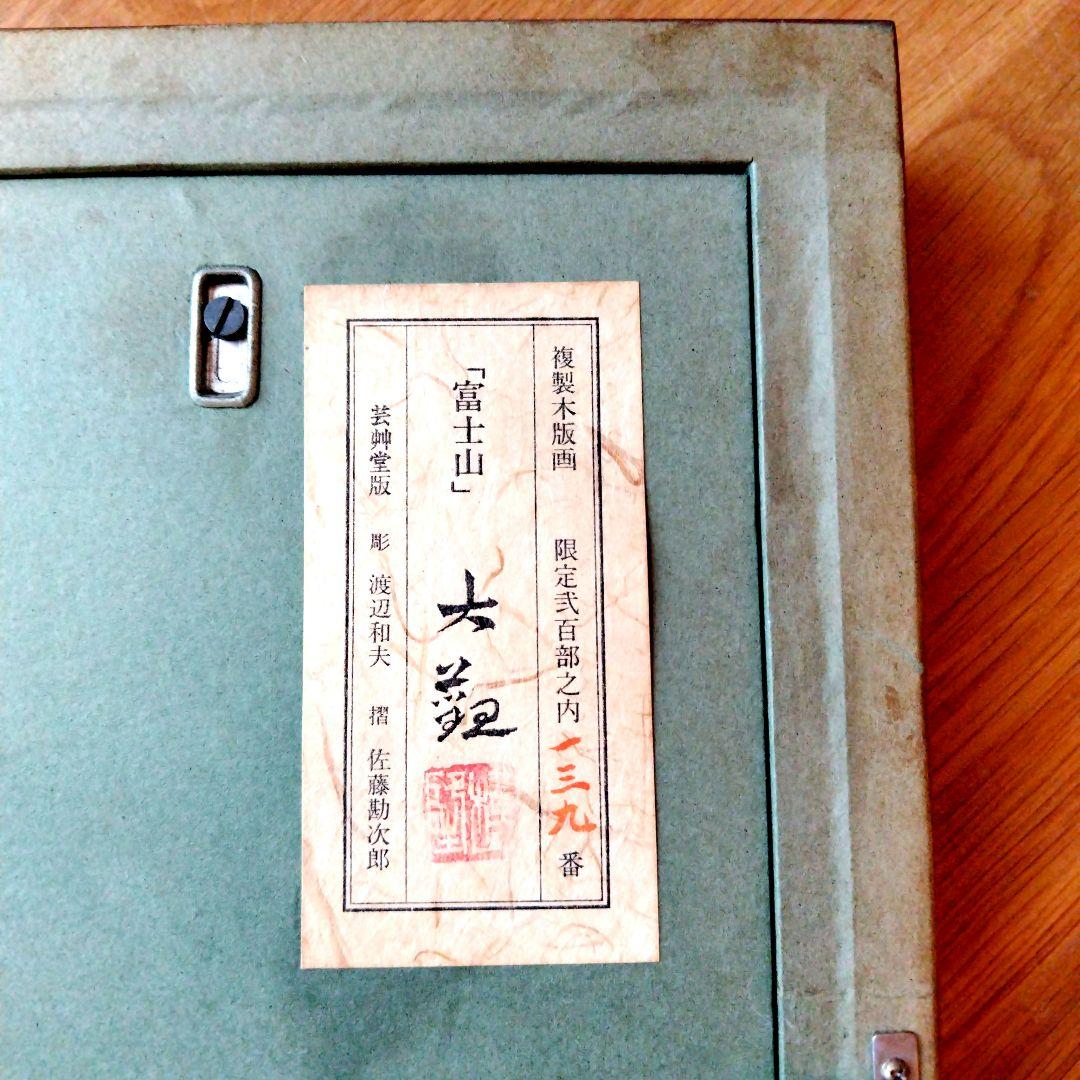 複製木版画 限定弐百部之内一三九番
「富士山」 大観
芸艸堂版 彫 渡辺和夫 摺 佐藤勘次郎